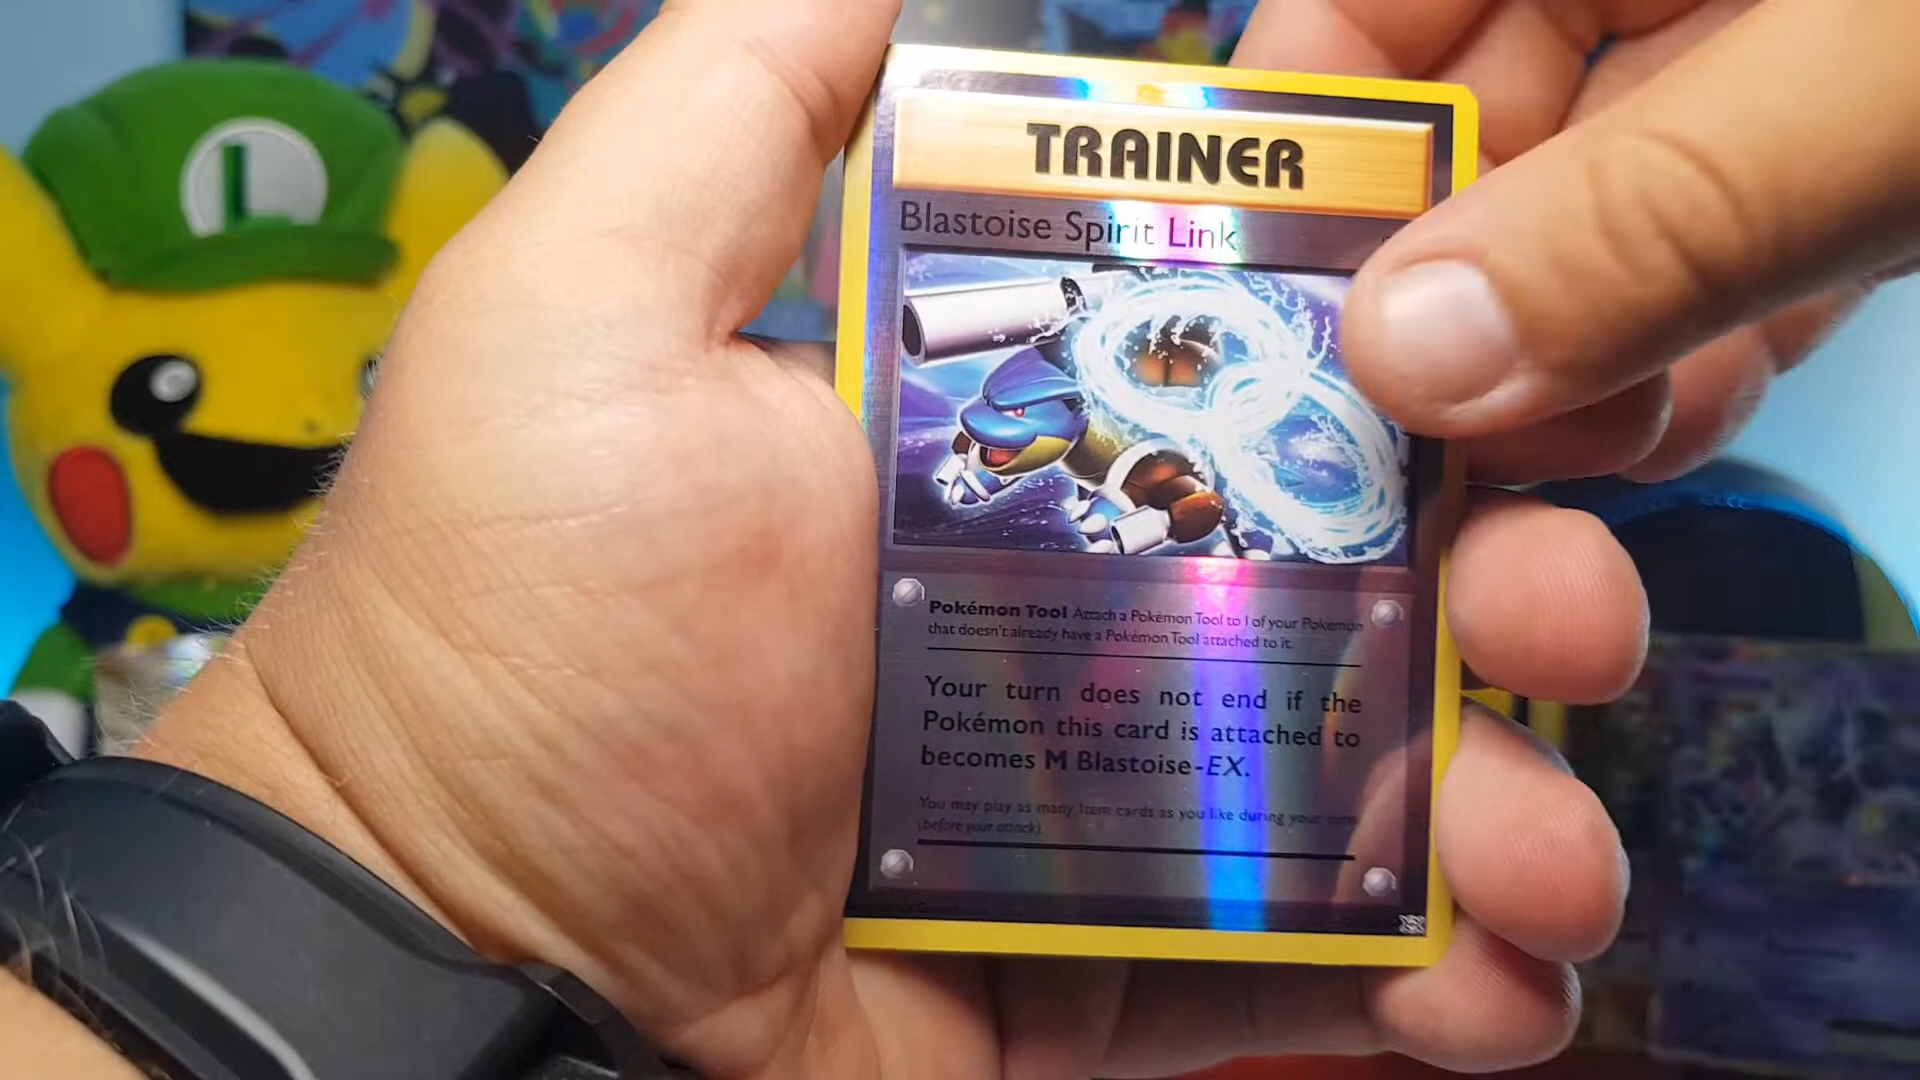 L
TRAINER
Blastoise Spirit Link
Pokémon Tool Attach a Pokémon Tool to 1 of your Pokémon
that doesn't already have a Pokémon Tool attached to it.
Your turn does not end if the
Pokémon this card is attached to
becomes M Blastoise-EX.
You may play as many Item cards as you like during your turn
(before your attack).